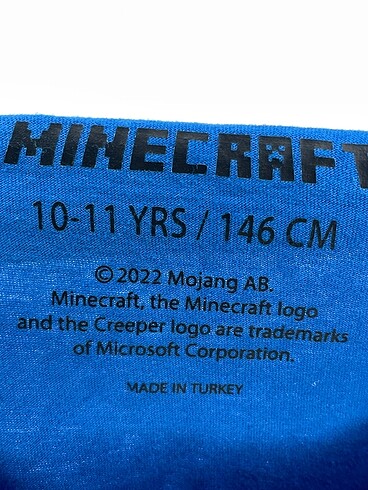 MINECRAFT
10-11 YRS / 146 CM
©2022 Mojang AB.
Minecraft, the Minecraft logo
and the Creeper logo are trademarks
of Microsoft Corporation.
MADE IN TURKEY